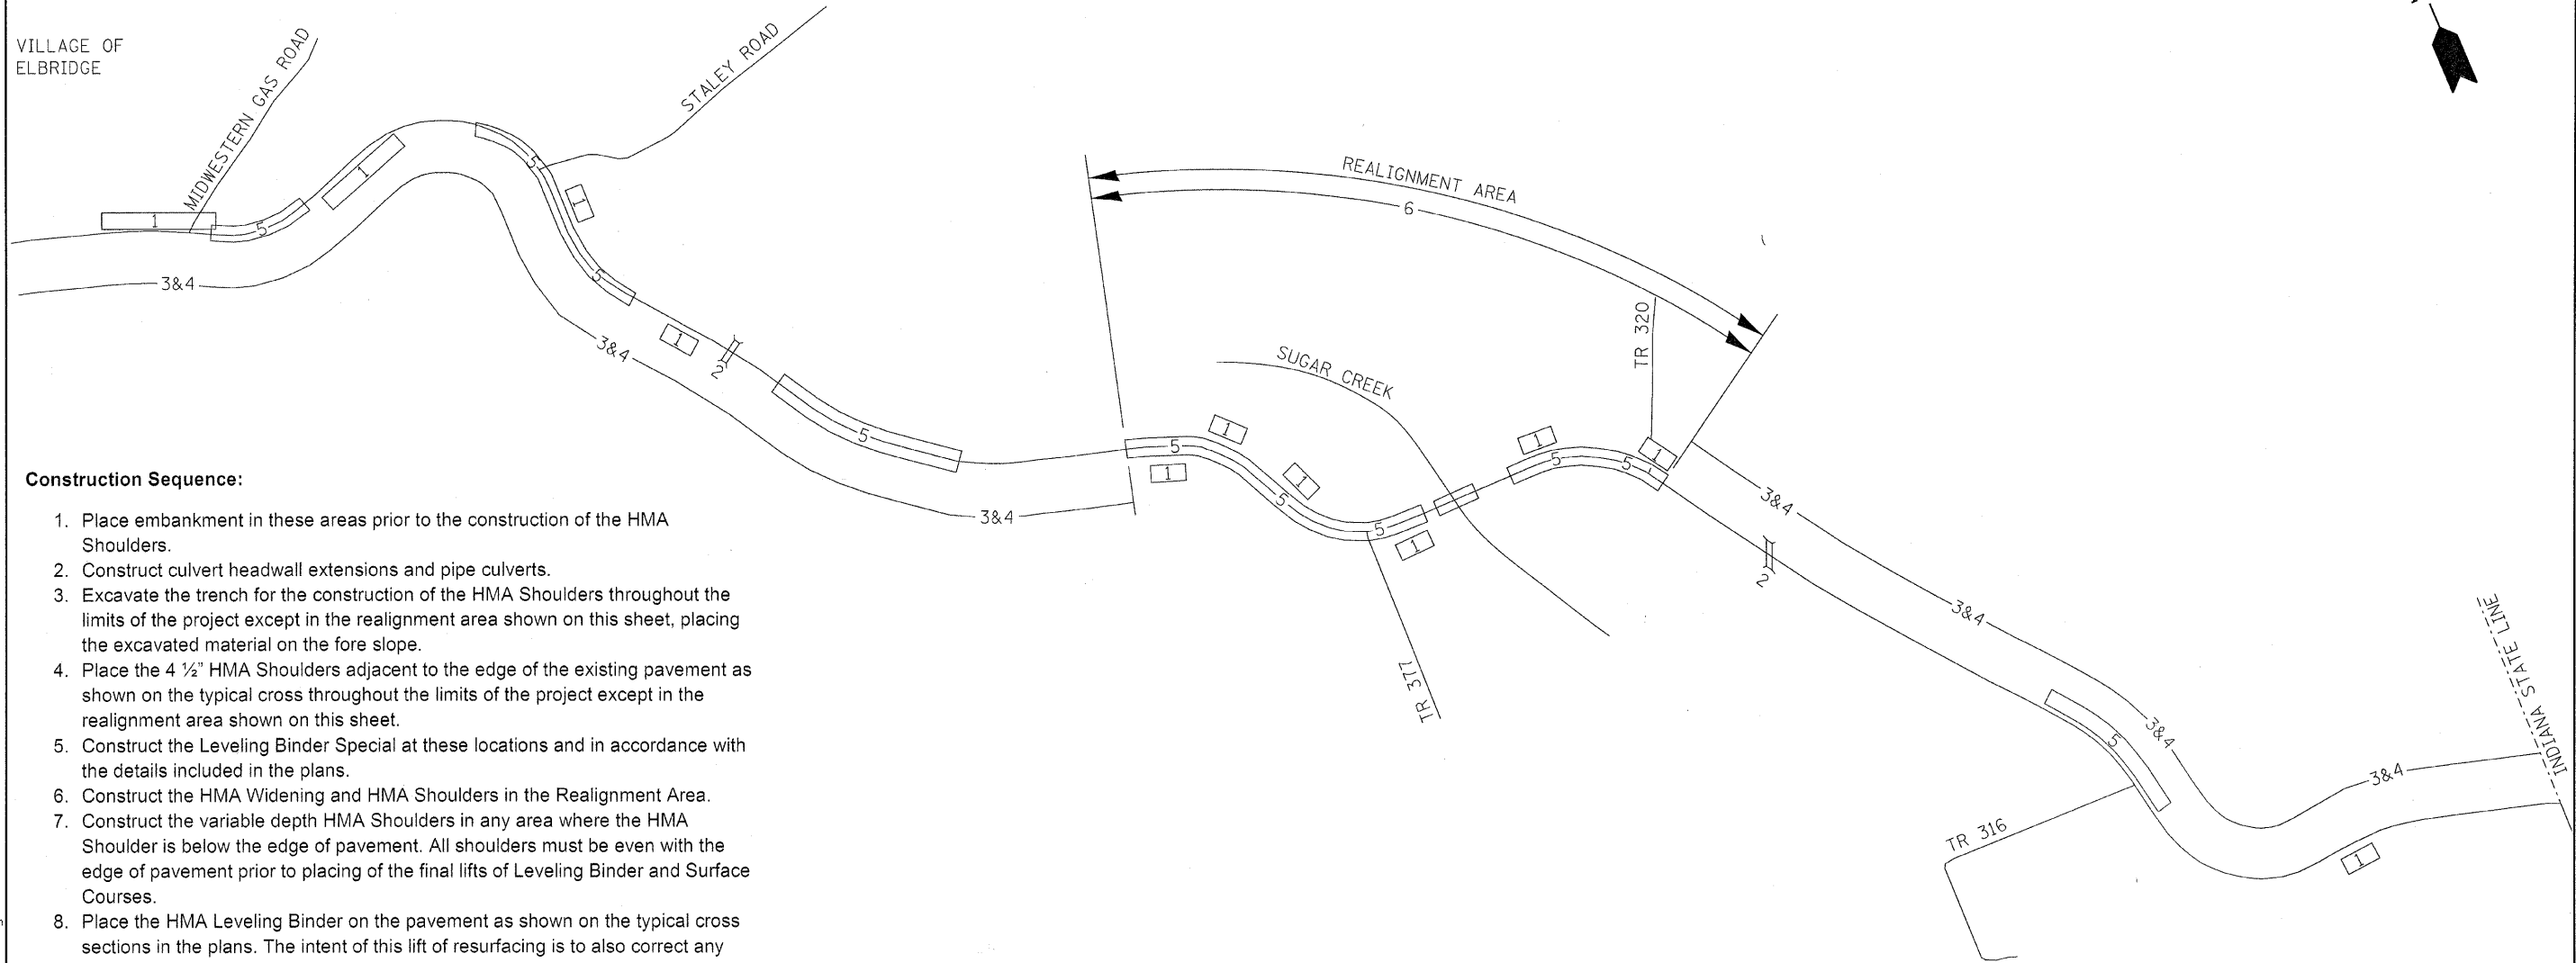 VILLAGE OF
ELBRIDGE
MIDWESTERN GAS ROAD
STALEY ROAD
1
5
1
5
1
5
3&4
3&4
1
2
5
3&4
REALIGNMENT AREA
6
SUGAR CREEK
TR 320
5
1
1
1
5
5
1
1
5
5
1
TR 377
3&4
2
3&4
3&4
5
3&4
1
TR 316
INDIANA STATE LINE
Construction Sequence:
1. Place embankment in these areas prior to the construction of the HMA
Shoulders.
2. Construct culvert headwall extensions and pipe culverts.
3. Excavate the trench for the construction of the HMA Shoulders throughout the
limits of the project except in the realignment area shown on this sheet, placing
the excavated material on the fore slope.
4. Place the 4 ½” HMA Shoulders adjacent to the edge of the existing pavement as
shown on the typical cross throughout the limits of the project except in the
realignment area shown on this sheet.
5. Construct the Leveling Binder Special at these locations and in accordance with
the details included in the plans.
6. Construct the HMA Widening and HMA Shoulders in the Realignment Area.
7. Construct the variable depth HMA Shoulders in any area where the HMA
Shoulder is below the edge of pavement. All shoulders must be even with the
edge of pavement prior to placing of the final lifts of Leveling Binder and Surface
Courses.
8. Place the HMA Leveling Binder on the pavement as shown on the typical cross
sections in the plans. The intent of this lift of resurfacing is to also correct any